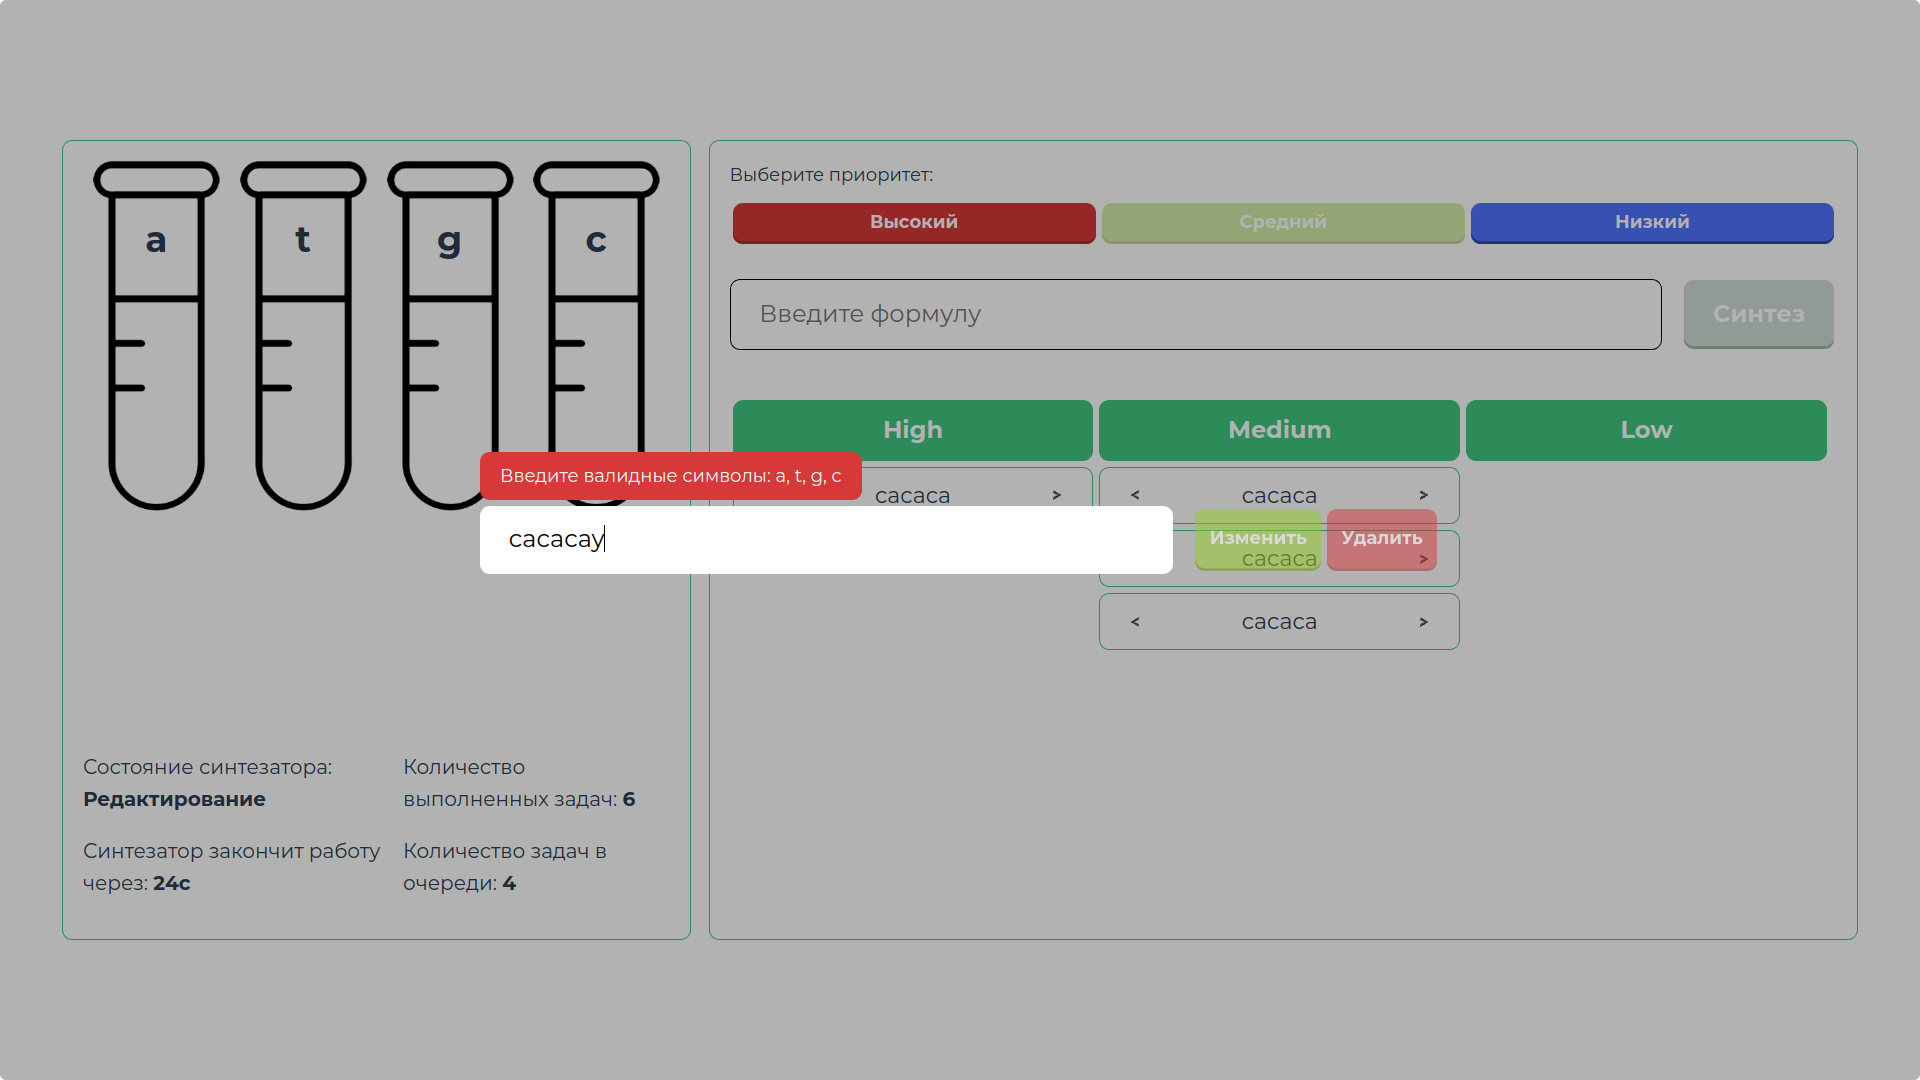 a
t
g
c
Состояние синтезатора:
Редактирование
Количество
выполненных задач: 6
Синтезатор закончит работу
через: 24с
Количество задач в
очереди: 4
Выберите приоритет:
Высокий
Средний
Низкий
Введите формулу
Синтез
High
Medium
Low
cacaca >
< cacaca >
cacaca >
< cacaca >
Введите валидные символы: a, t, g, c
cacacaу
Изменить
Удалить